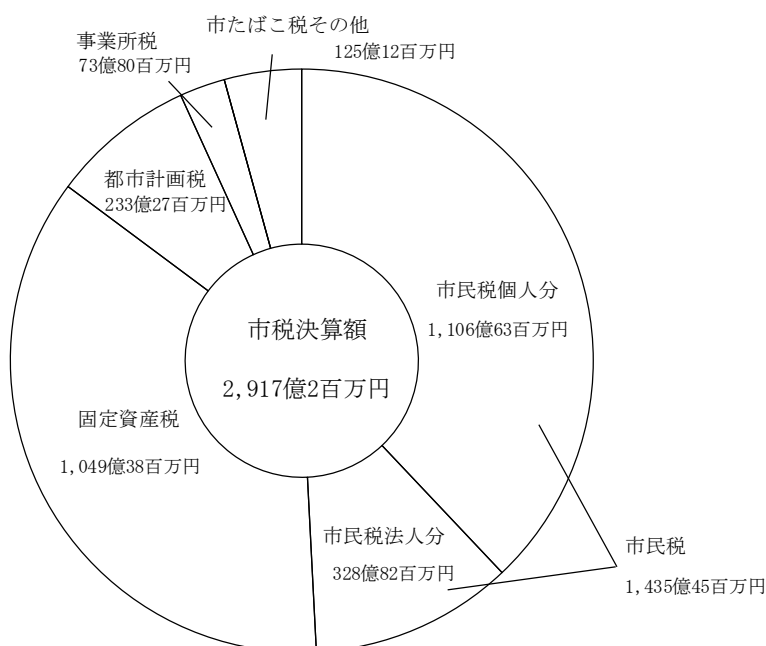 市たばこ税その他
125億12百万円
事業所税
73億80百万円
都市計画税
233億27百万円
市民税個人分
1,106億63百万円
市税決算額
2,917億2百万円
固定資産税
1,049億38百万円
市民税法人分
328億82百万円
市民税
1,435億45百万円